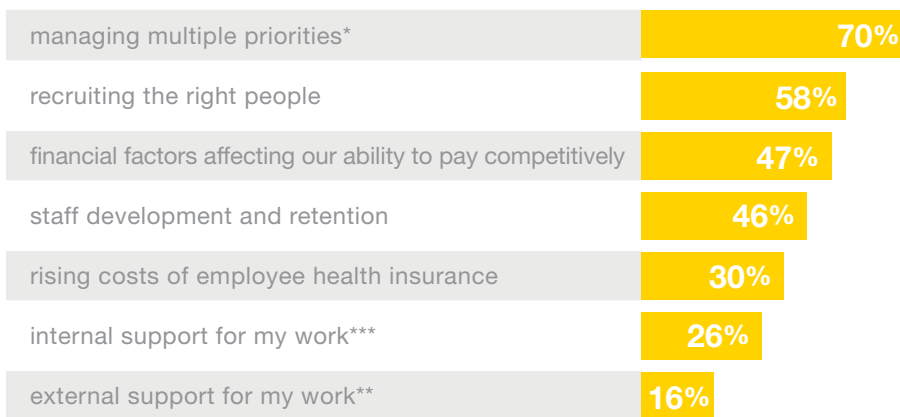 managing multiple priorities* 70%
recruiting the right people 58%
financial factors affecting our ability to pay competitively 47%
staff development and retention 46%
rising costs of employee health insurance 30%
internal support for my work*** 26%
external support for my work** 16%